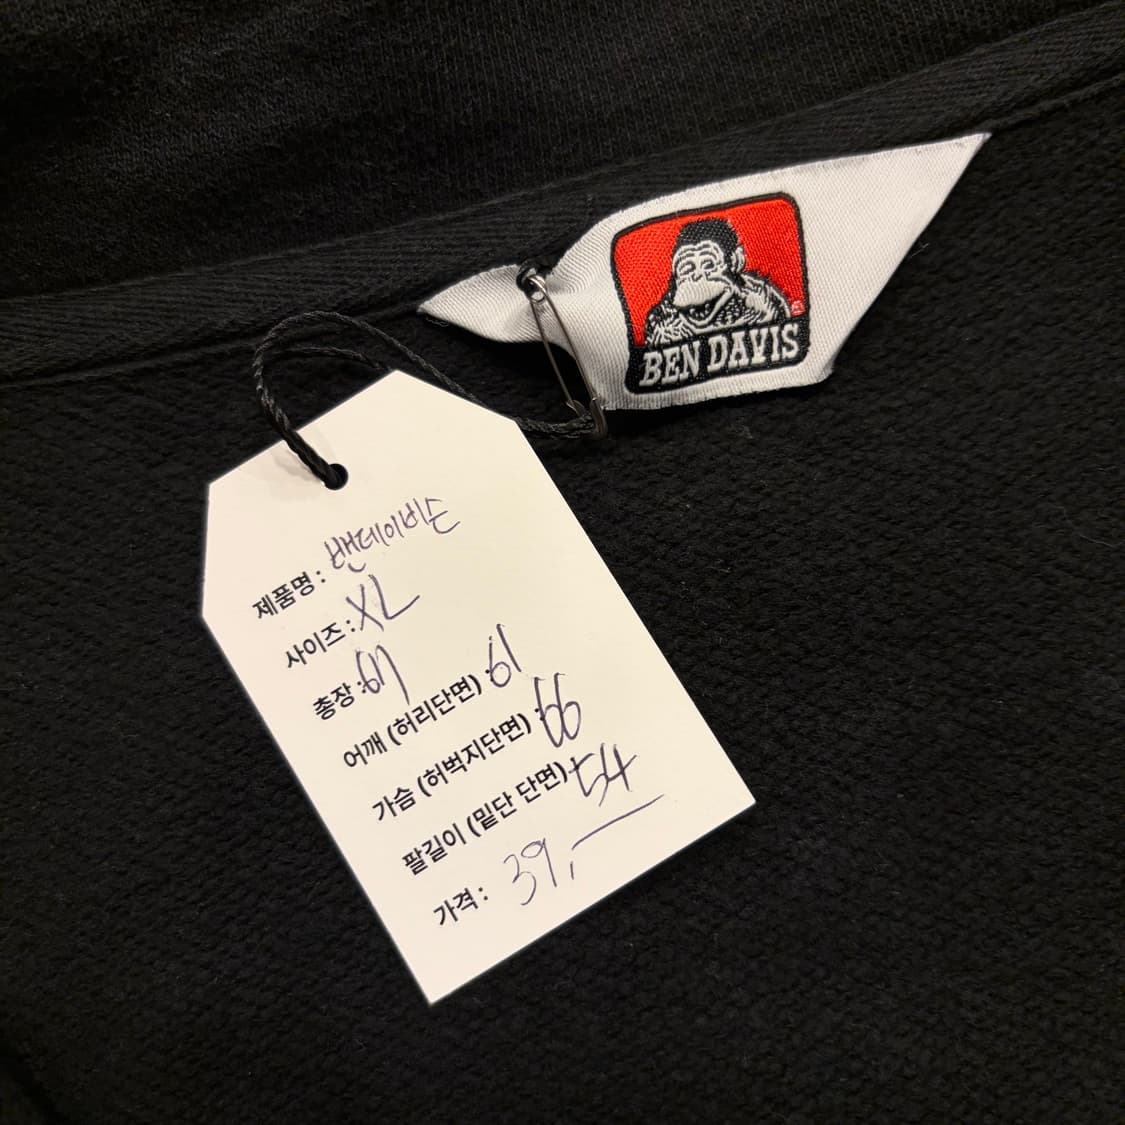 BEN DAVIS
제품명 : 밴데이비슨
사이즈 : XL
총장 : 67
어깨 (허리단면) : 61
가슴 (허벅지단면) : 66
팔길이 (밑단 단면) 54
가격 : 39,—